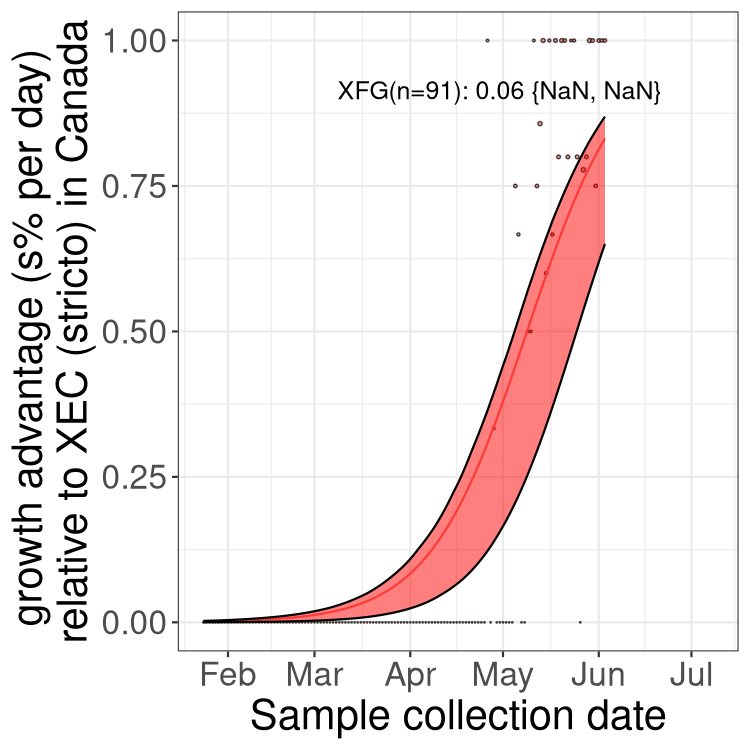 growth advantage (s% per day)
relative to XEC (stricto) in Canada
1.00
0.75
0.50
0.25
0.00
XFG(n=91): 0.06 {NaN, NaN}
Feb Mar Apr May Jun Jul
Sample collection date